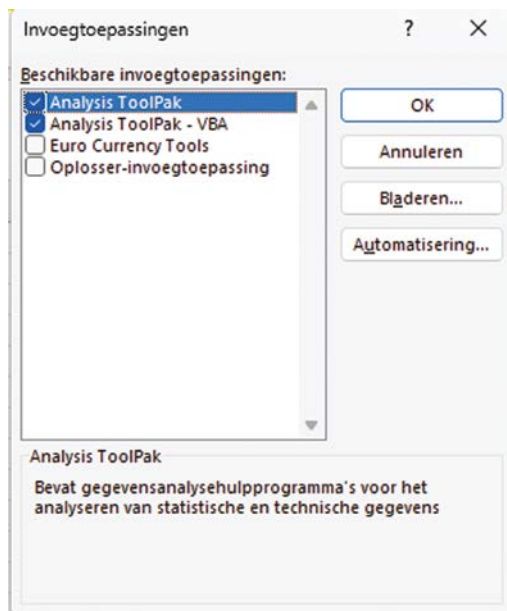 Invoegtoepassingen ? ✕
Beschikbare invoegtoepassingen:
Analysis ToolPak
Analysis ToolPak - VBA
Euro Currency Tools
Oplosser-invoegtoepassing
OK
Annuleren
Bladeren...
Automatisering...
Analysis ToolPak
Bevat gegevensanalysehulpprogramma's voor het
analyseren van statistische en technische gegevens